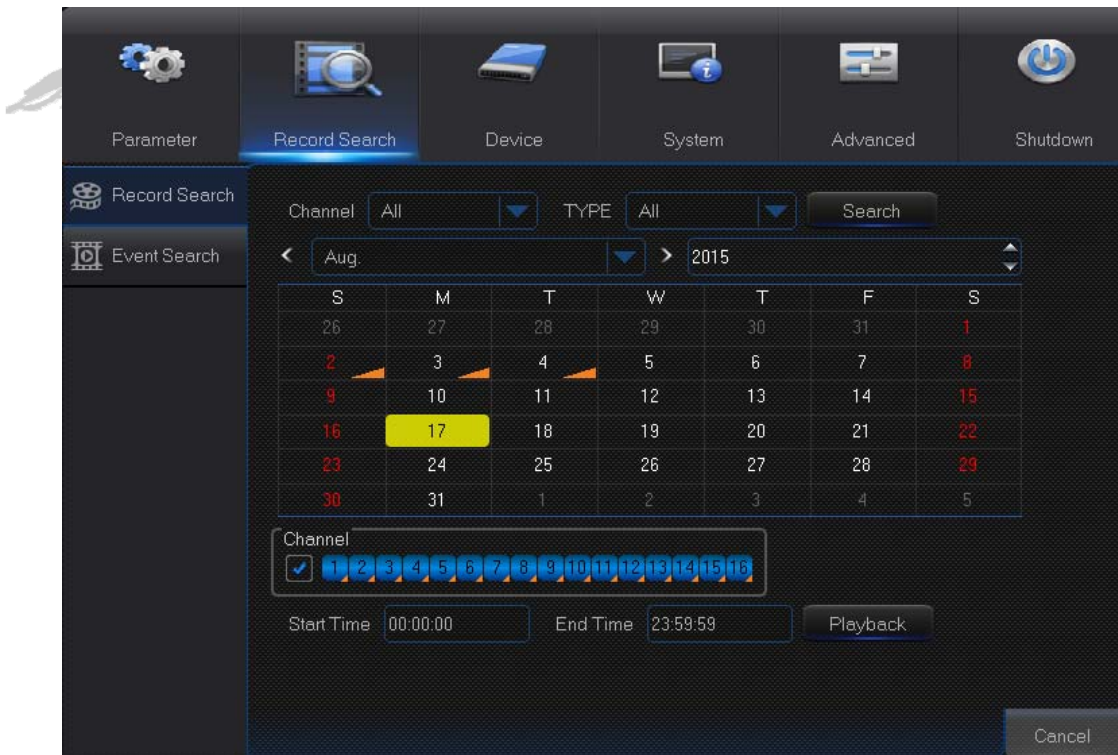 Parameter Record Search Device System Advanced Shutdown
Record Search
Event Search
Channel All TYPE All Search
< Aug. > 2015
S M T W T F S
26 27 28 29 30 31 1
2 3 4 5 6 7 8
9 10 11 12 13 14 15
16 17 18 19 20 21 22
23 24 25 26 27 28 29
30 31 1 2 3 4 5
Channel
1 2 3 4 5 6 7 8 9 10 11 12 13 14 15 16
Start Time 00:00:00 End Time 23:59:59 Playback
Cancel